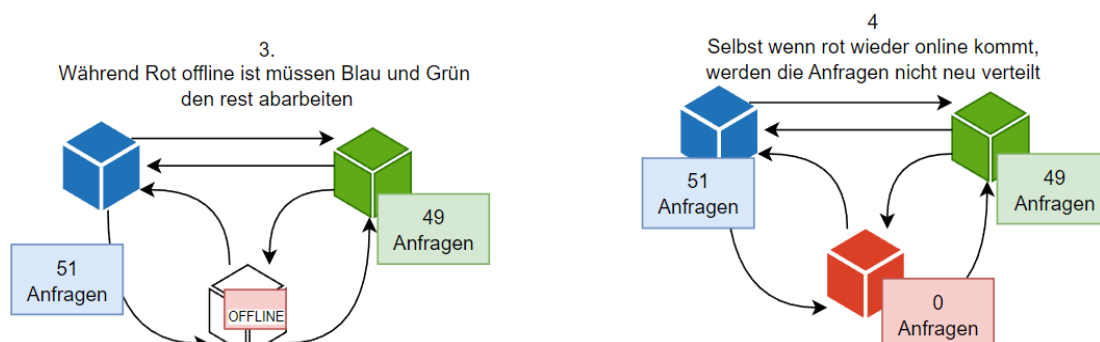 3.
Während Rot offline ist müssen Blau und Grün
den rest abarbeiten
49
Anfragen
51
Anfragen
OFFLINE
4
Selbst wenn rot wieder online kommt,
werden die Anfragen nicht neu verteilt
51
Anfragen
49
Anfragen
0
Anfragen